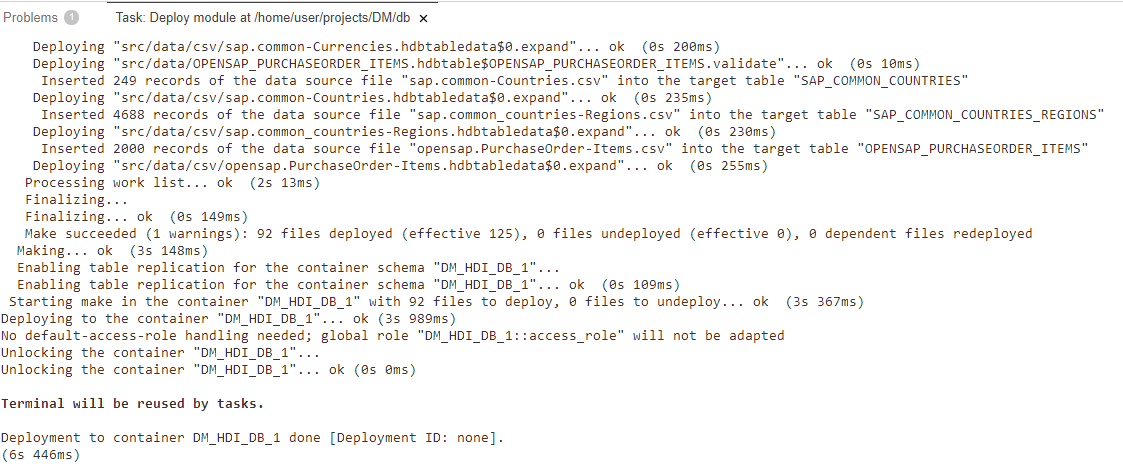 Problems 1 Task: Deploy module at /home/user/projects/DM/db ×
Deploying "src/data/csv/sap.common-Currencies.hdbtabledata$0.expand"... ok (0s 200ms)
Deploying "src/data/OPENSAP_PURCHASEORDER_ITEMS.hdbtable$OPENSAP_PURCHASEORDER_ITEMS.validate"... ok (0s 10ms)
Inserted 249 records of the data source file "sap.common-Countries.csv" into the target table "SAP_COMMON_COUNTRIES"
Deploying "src/data/csv/sap.common-Countries.hdbtabledata$0.expand"... ok (0s 235ms)
Inserted 4688 records of the data source file "sap.common_countries-Regions.csv" into the target table "SAP_COMMON_COUNTRIES_REGIONS"
Deploying "src/data/csv/sap.common_countries-Regions.hdbtabledata$0.expand"... ok (0s 230ms)
Inserted 2000 records of the data source file "opensap.PurchaseOrder-Items.csv" into the target table "OPENSAP_PURCHASEORDER_ITEMS"
Deploying "src/data/csv/opensap.PurchaseOrder-Items.hdbtabledata$0.expand"... ok (0s 255ms)
Processing work list... ok (2s 13ms)
Finalizing...
Finalizing... ok (0s 149ms)
Make succeeded (1 warnings): 92 files deployed (effective 125), 0 files undeployed (effective 0), 0 dependent files redeployed
Making... ok (3s 148ms)
Enabling table replication for the container schema "DM_HDI_DB_1"...
Enabling table replication for the container schema "DM_HDI_DB_1"... ok (0s 109ms)
Starting make in the container "DM_HDI_DB_1" with 92 files to deploy, 0 files to undeploy... ok (3s 367ms)
Deploying to the container "DM_HDI_DB_1"... ok (3s 989ms)
No default-access-role handling needed; global role "DM_HDI_DB_1::access_role" will not be adapted
Unlocking the container "DM_HDI_DB_1"...
Unlocking the container "DM_HDI_DB_1"... ok (0s 0ms)
Terminal will be reused by tasks.
Deployment to container DM_HDI_DB_1 done [Deployment ID: none].
(6s 446ms)